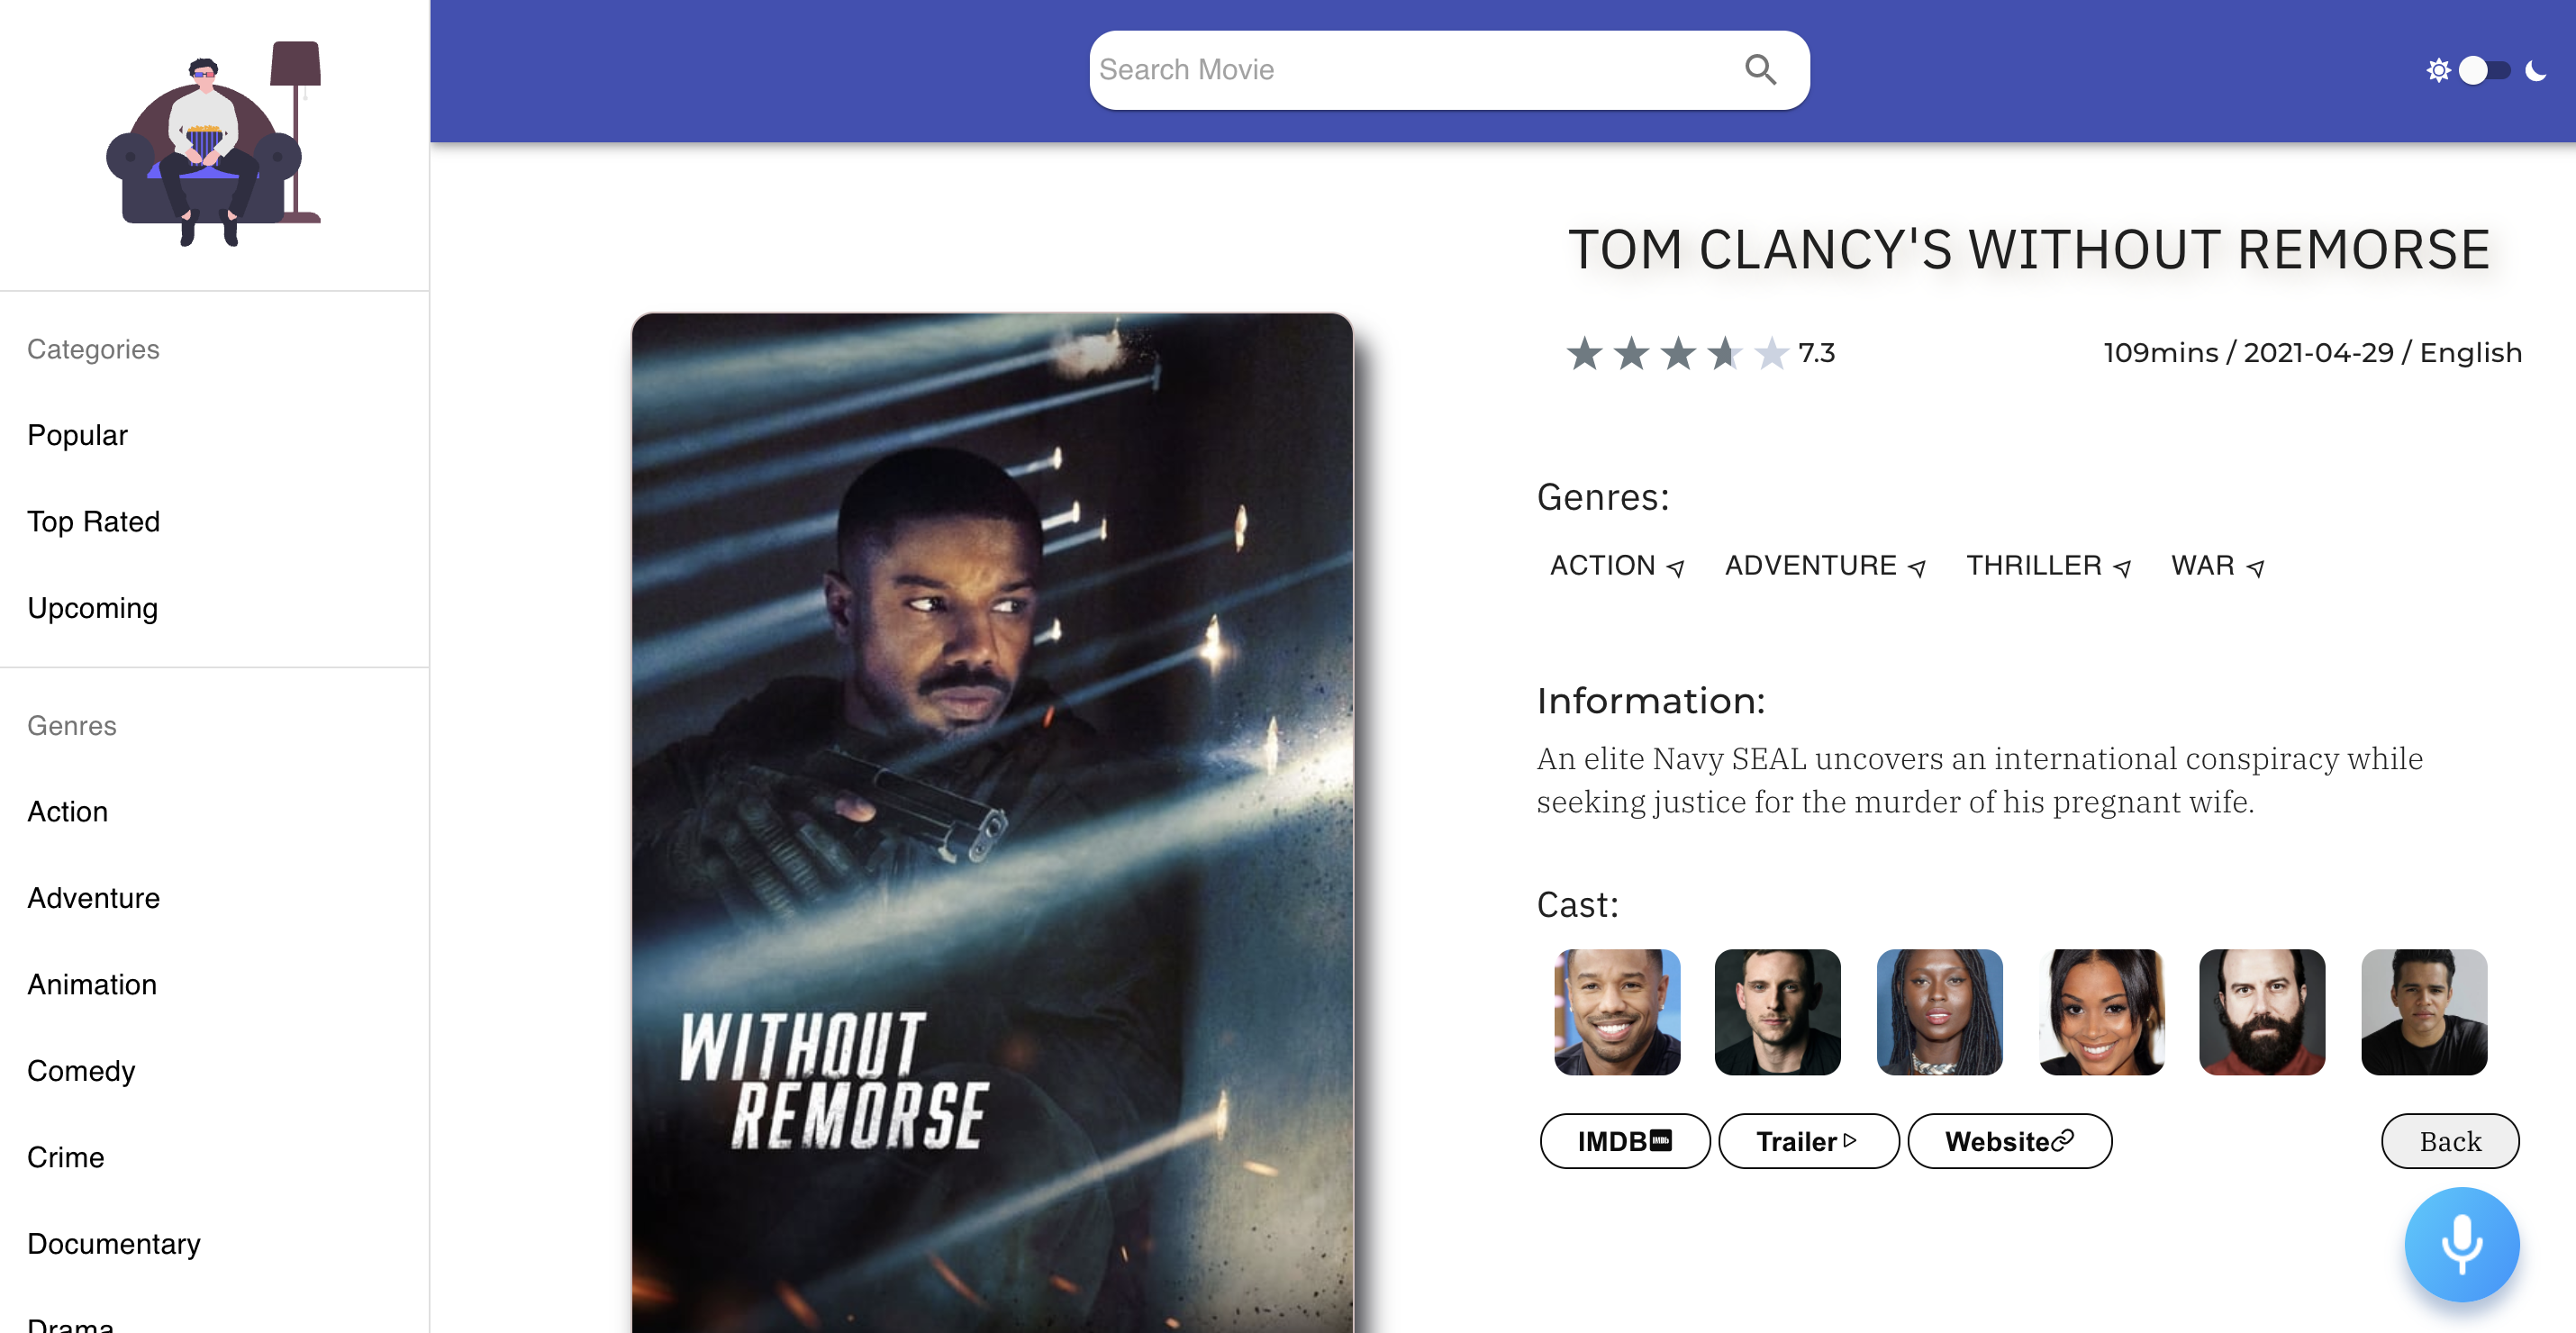 Search Movie
Categories
Popular
Top Rated
Upcoming
Genres
Action
Adventure
Animation
Comedy
Crime
Documentary
Drama
WITHOUT
REMORSE
TOM CLANCY'S WITHOUT REMORSE
7.3
109mins / 2021-04-29 / English
Genres:
ACTION ADVENTURE THRILLER WAR
Information:
An elite Navy SEAL uncovers an international conspiracy while
seeking justice for the murder of his pregnant wife.
Cast:
IMDB IMDb Trailer Website Back